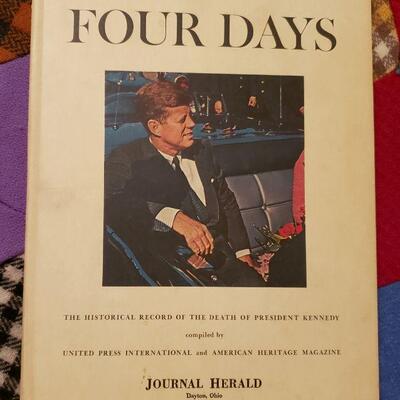 FOUR DAYS
THE HISTORICAL RECORD OF THE DEATH OF PRESIDENT KENNEDY
compiled by
UNITED PRESS INTERNATIONAL and AMERICAN HERITAGE MAGAZINE
JOURNAL HERALD
Dayton, Ohio